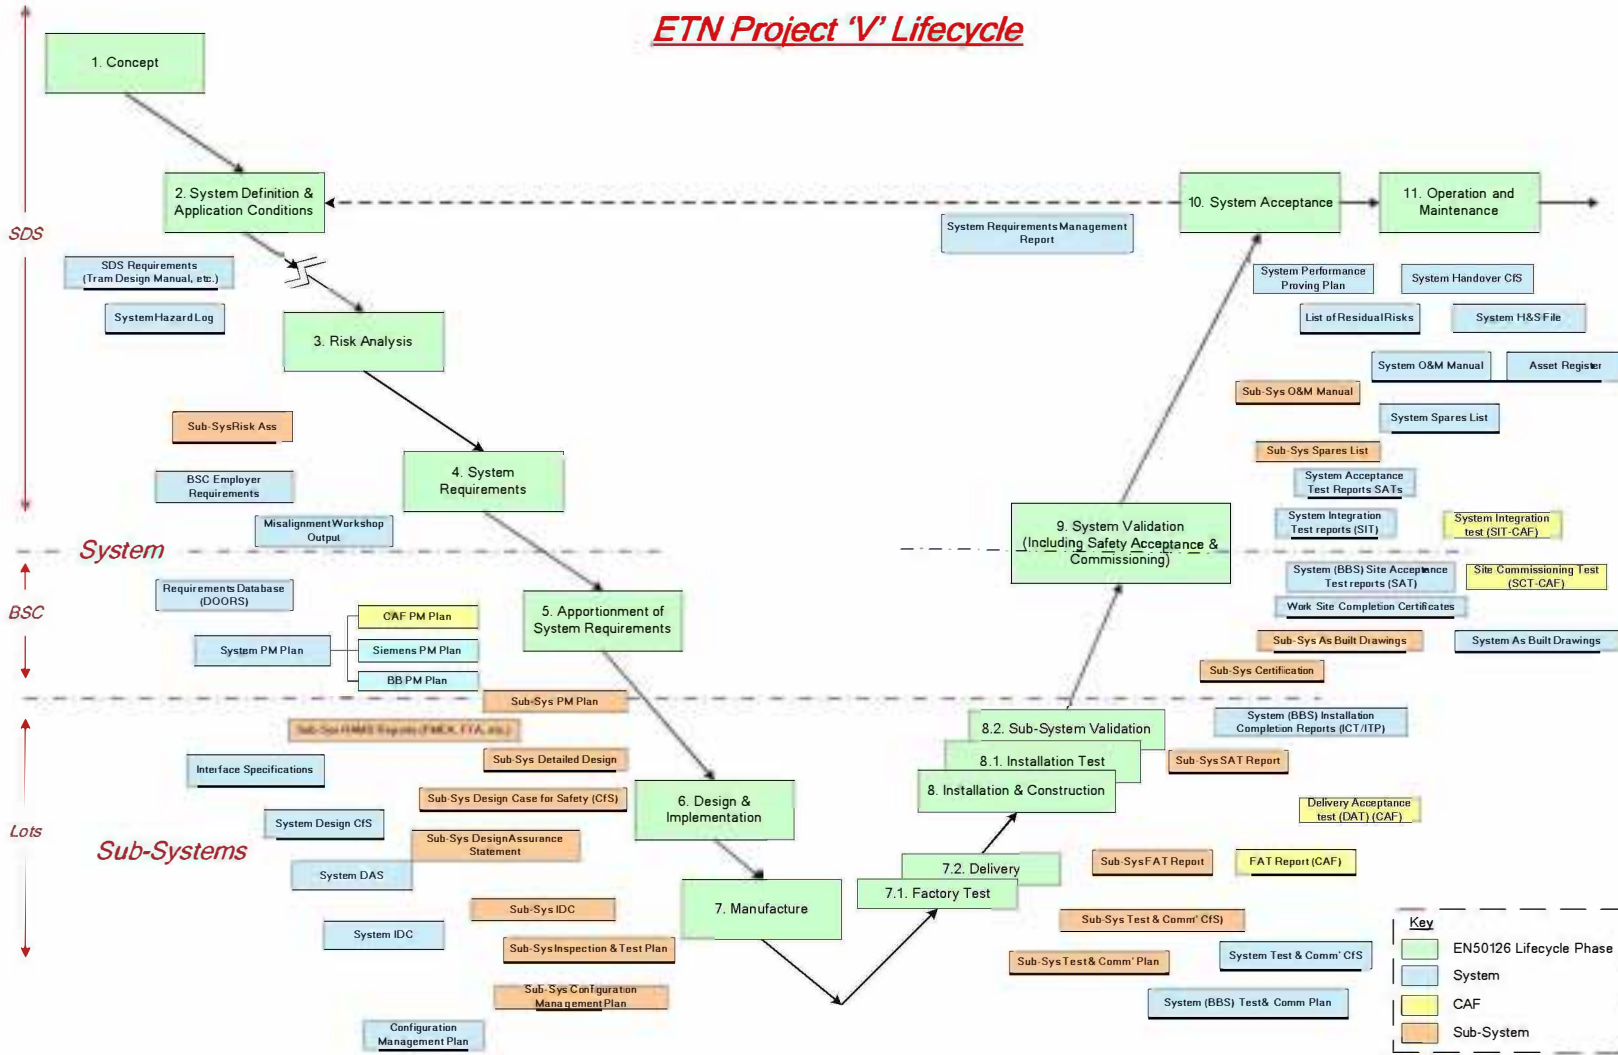 ETN Project 'V' Lifecycle
1. Concept
2. System Definition &
Application Conditions
10. System Acceptance
11. Operation and
Maintenance
System Requirements Management
Report
SDS
SDS Requirements
(Tram Design Manual, etc.)
System Hazard Log
3. Risk Analysis
System Performance
Proving Plan
System Handover CfS
List of Residual Risks
System H&S File
System O&M Manual
Asset Register
Sub-Sys O&M Manual
System Spares List
Sub-Sys Risk Ass
4. System
Requirements
Sub-Sys Spares List
BSC Employer
Requirements
System Acceptance
Test Reports SATs
Misalignment Workshop
Output
9. System Validation
(Including Safety Acceptance &
Commissioning)
System Integration
Test reports (SIT)
System Integration
test (SIT-CAF)
System
BSC
Requirements Database
(DOORS)
System (BBS) Site Acceptance
Test reports (SAT)
Site Commissioning Test
(SCT-CAF)
Work Site Completion Certificates
CAF PM Plan
System PM Plan
Siemens PM Plan
BB PM Plan
5. Apportionment of
System Requirements
Sub-Sys As Built Drawings
System As Built Drawings
Sub-Sys Certification
Sub-Sys PM Plan
Sub-Sys RAMS Reports (FMEA, FTA, etc.)
8.2. Sub-System Validation
8.1. Installation Test
8. Installation & Construction
System (BBS) Installation
Completion Reports (ICT/ITP)
Sub-Sys SAT Report
Interface Specifications
Sub-Sys Detailed Design
Sub-Sys Design Case for Safety (CfS)
6. Design &
Implementation
Delivery Acceptance
test (DAT) (CAF)
Lots
Sub-Systems
System Design CfS
Sub-Sys Design Assurance
Statement
System DAS
7.2. Delivery
7.1. Factory Test
Sub-Sys FAT Report
FAT Report (CAF)
7. Manufacture
Sub-Sys IDC
System IDC
Sub-Sys Inspection & Test Plan
Sub-Sys Test & Comm' CfS)
Sub-Sys Test & Comm' Plan
System Test & Comm' CfS
Sub-Sys Configuration
Management Plan
System (BBS) Test & Comm Plan
Configuration
Management Plan
Key
EN50126 Lifecycle Phase
System
CAF
Sub-System